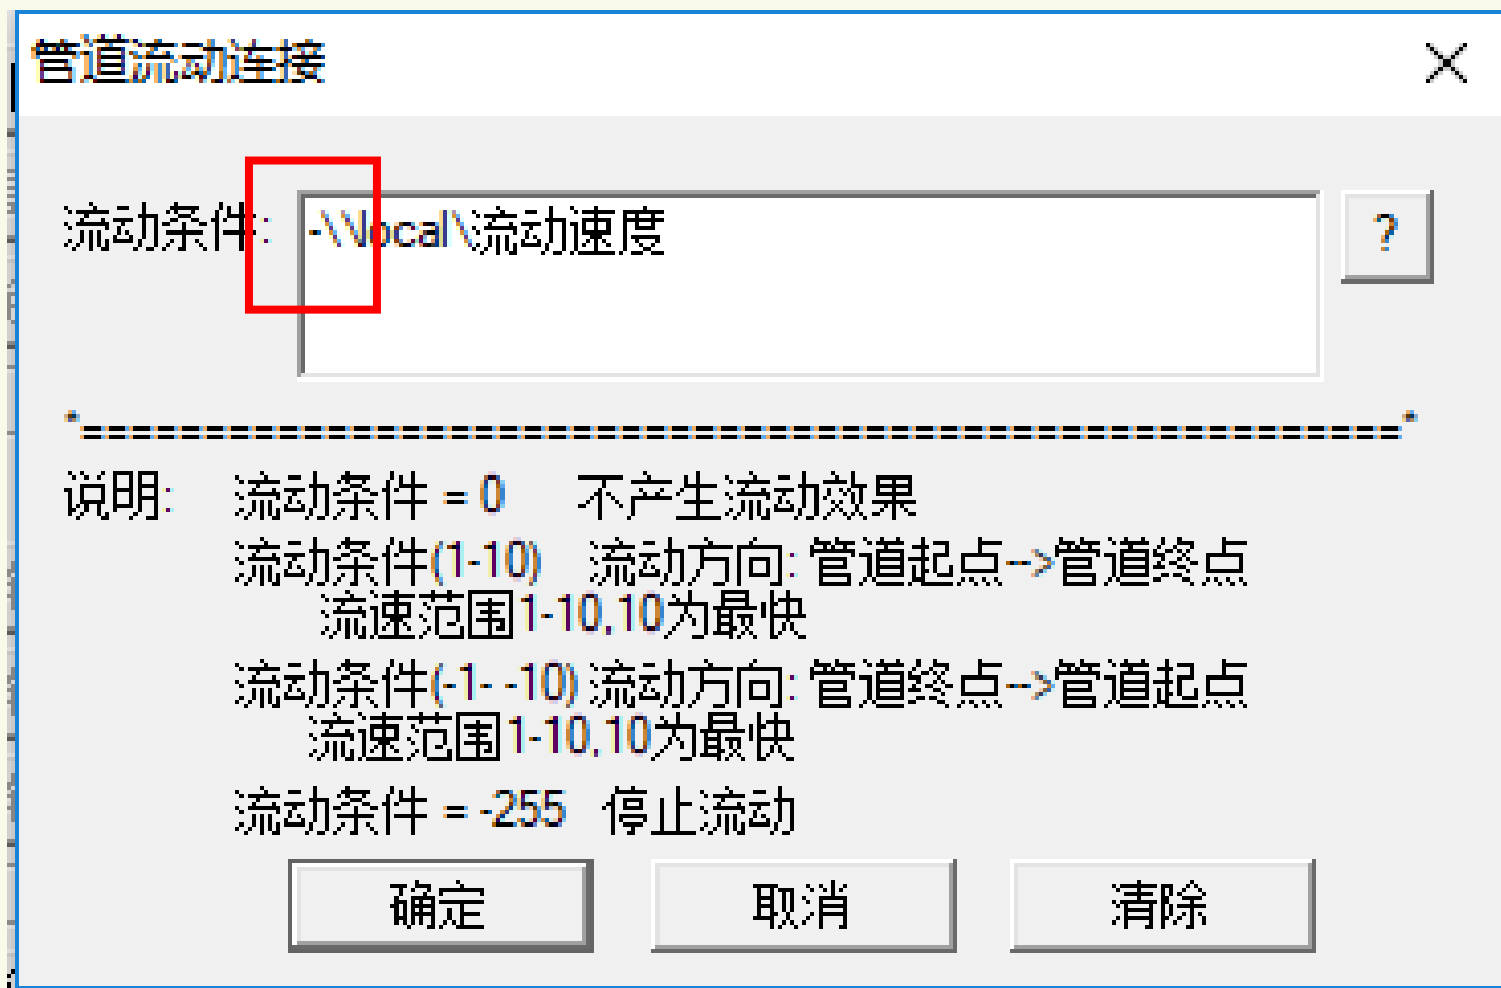 管道流动连接
流动条件: -\\local\流动速度 ?
*======================================================*
说明: 流动条件 = 0 不产生流动效果
流动条件(1-10) 流动方向: 管道起点-->管道终点
流速范围1-10,10为最快
流动条件(-1- -10) 流动方向: 管道终点-->管道起点
流速范围1-10,10为最快
流动条件 = -255 停止流动
确定 取消 清除